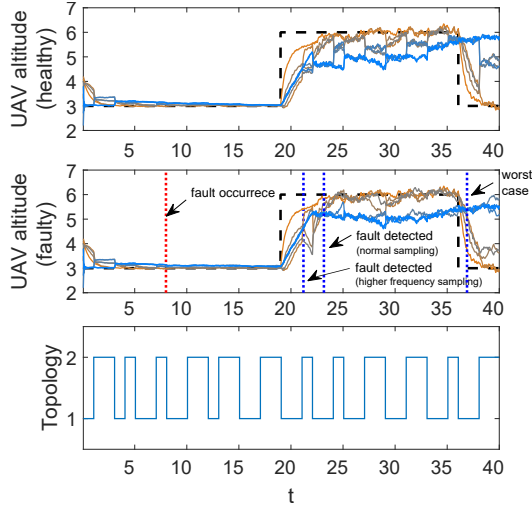 UAV altitude
(healthy)
6
5
4
3
2
5 10 15 20 25 30 35 40
UAV altitude
(faulty)
6
5
4
3
2
fault occurrece
worst
case
fault detected
(normal sampling)
fault detected
(higher frequency sampling)
5 10 15 20 25 30 35 40
Topology
2
1
5 10 15 20 25 30 35 40
t